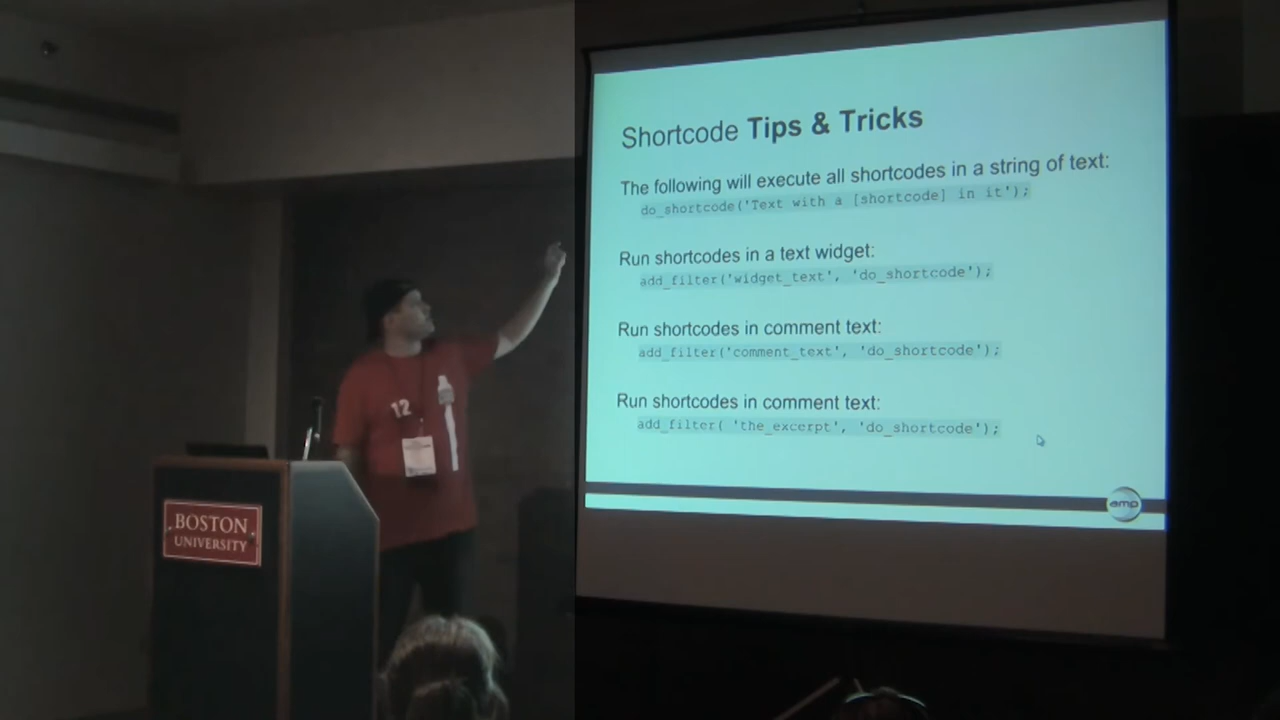 Shortcode Tips & Tricks
The following will execute all shortcodes in a string of text:
do_shortcode('Text with a [shortcode] in it');
Run shortcodes in a text widget:
add_filter('widget_text', 'do_shortcode');
Run shortcodes in comment text:
add_filter('comment_text', 'do_shortcode');
Run shortcodes in comment text:
add_filter( 'the_excerpt', 'do_shortcode');
emp
12
BOSTON
UNIVERSITY